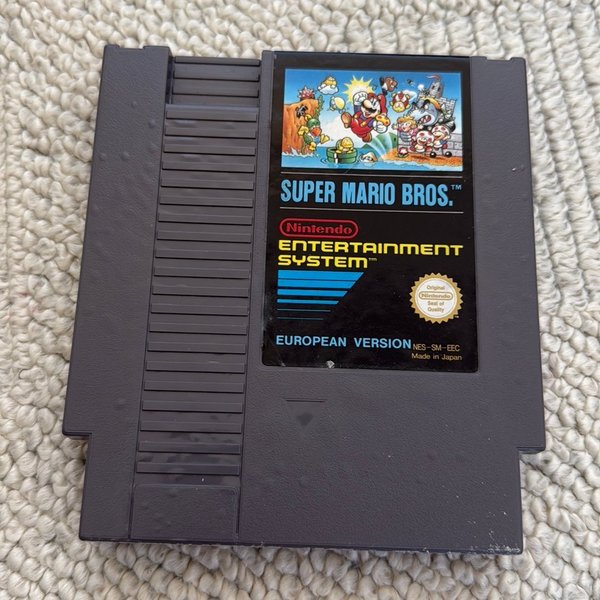 SUPER MARIO BROS.™
Nintendo
ENTERTAINMENT
SYSTEM™
Original
Nintendo
Seal of
Quality
EUROPEAN VERSION NES-SM-EEC
Made in Japan